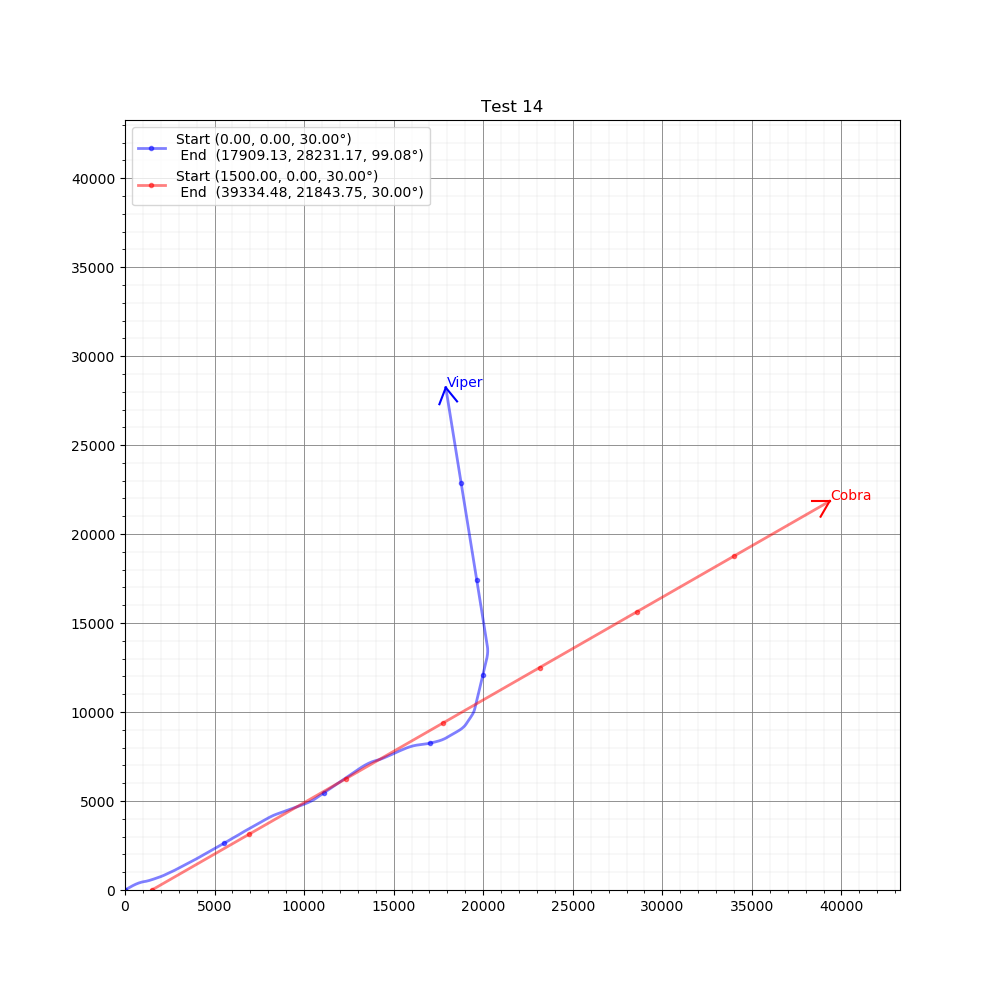 Test 14
Start (0.00, 0.00, 30.00°)
End (17909.13, 28231.17, 99.08°)
Start (1500.00, 0.00, 30.00°)
End (39334.48, 21843.75, 30.00°)
40000
35000
30000
25000
20000
15000
10000
5000
0
Viper
Cobra
0 5000 10000 15000 20000 25000 30000 35000 40000